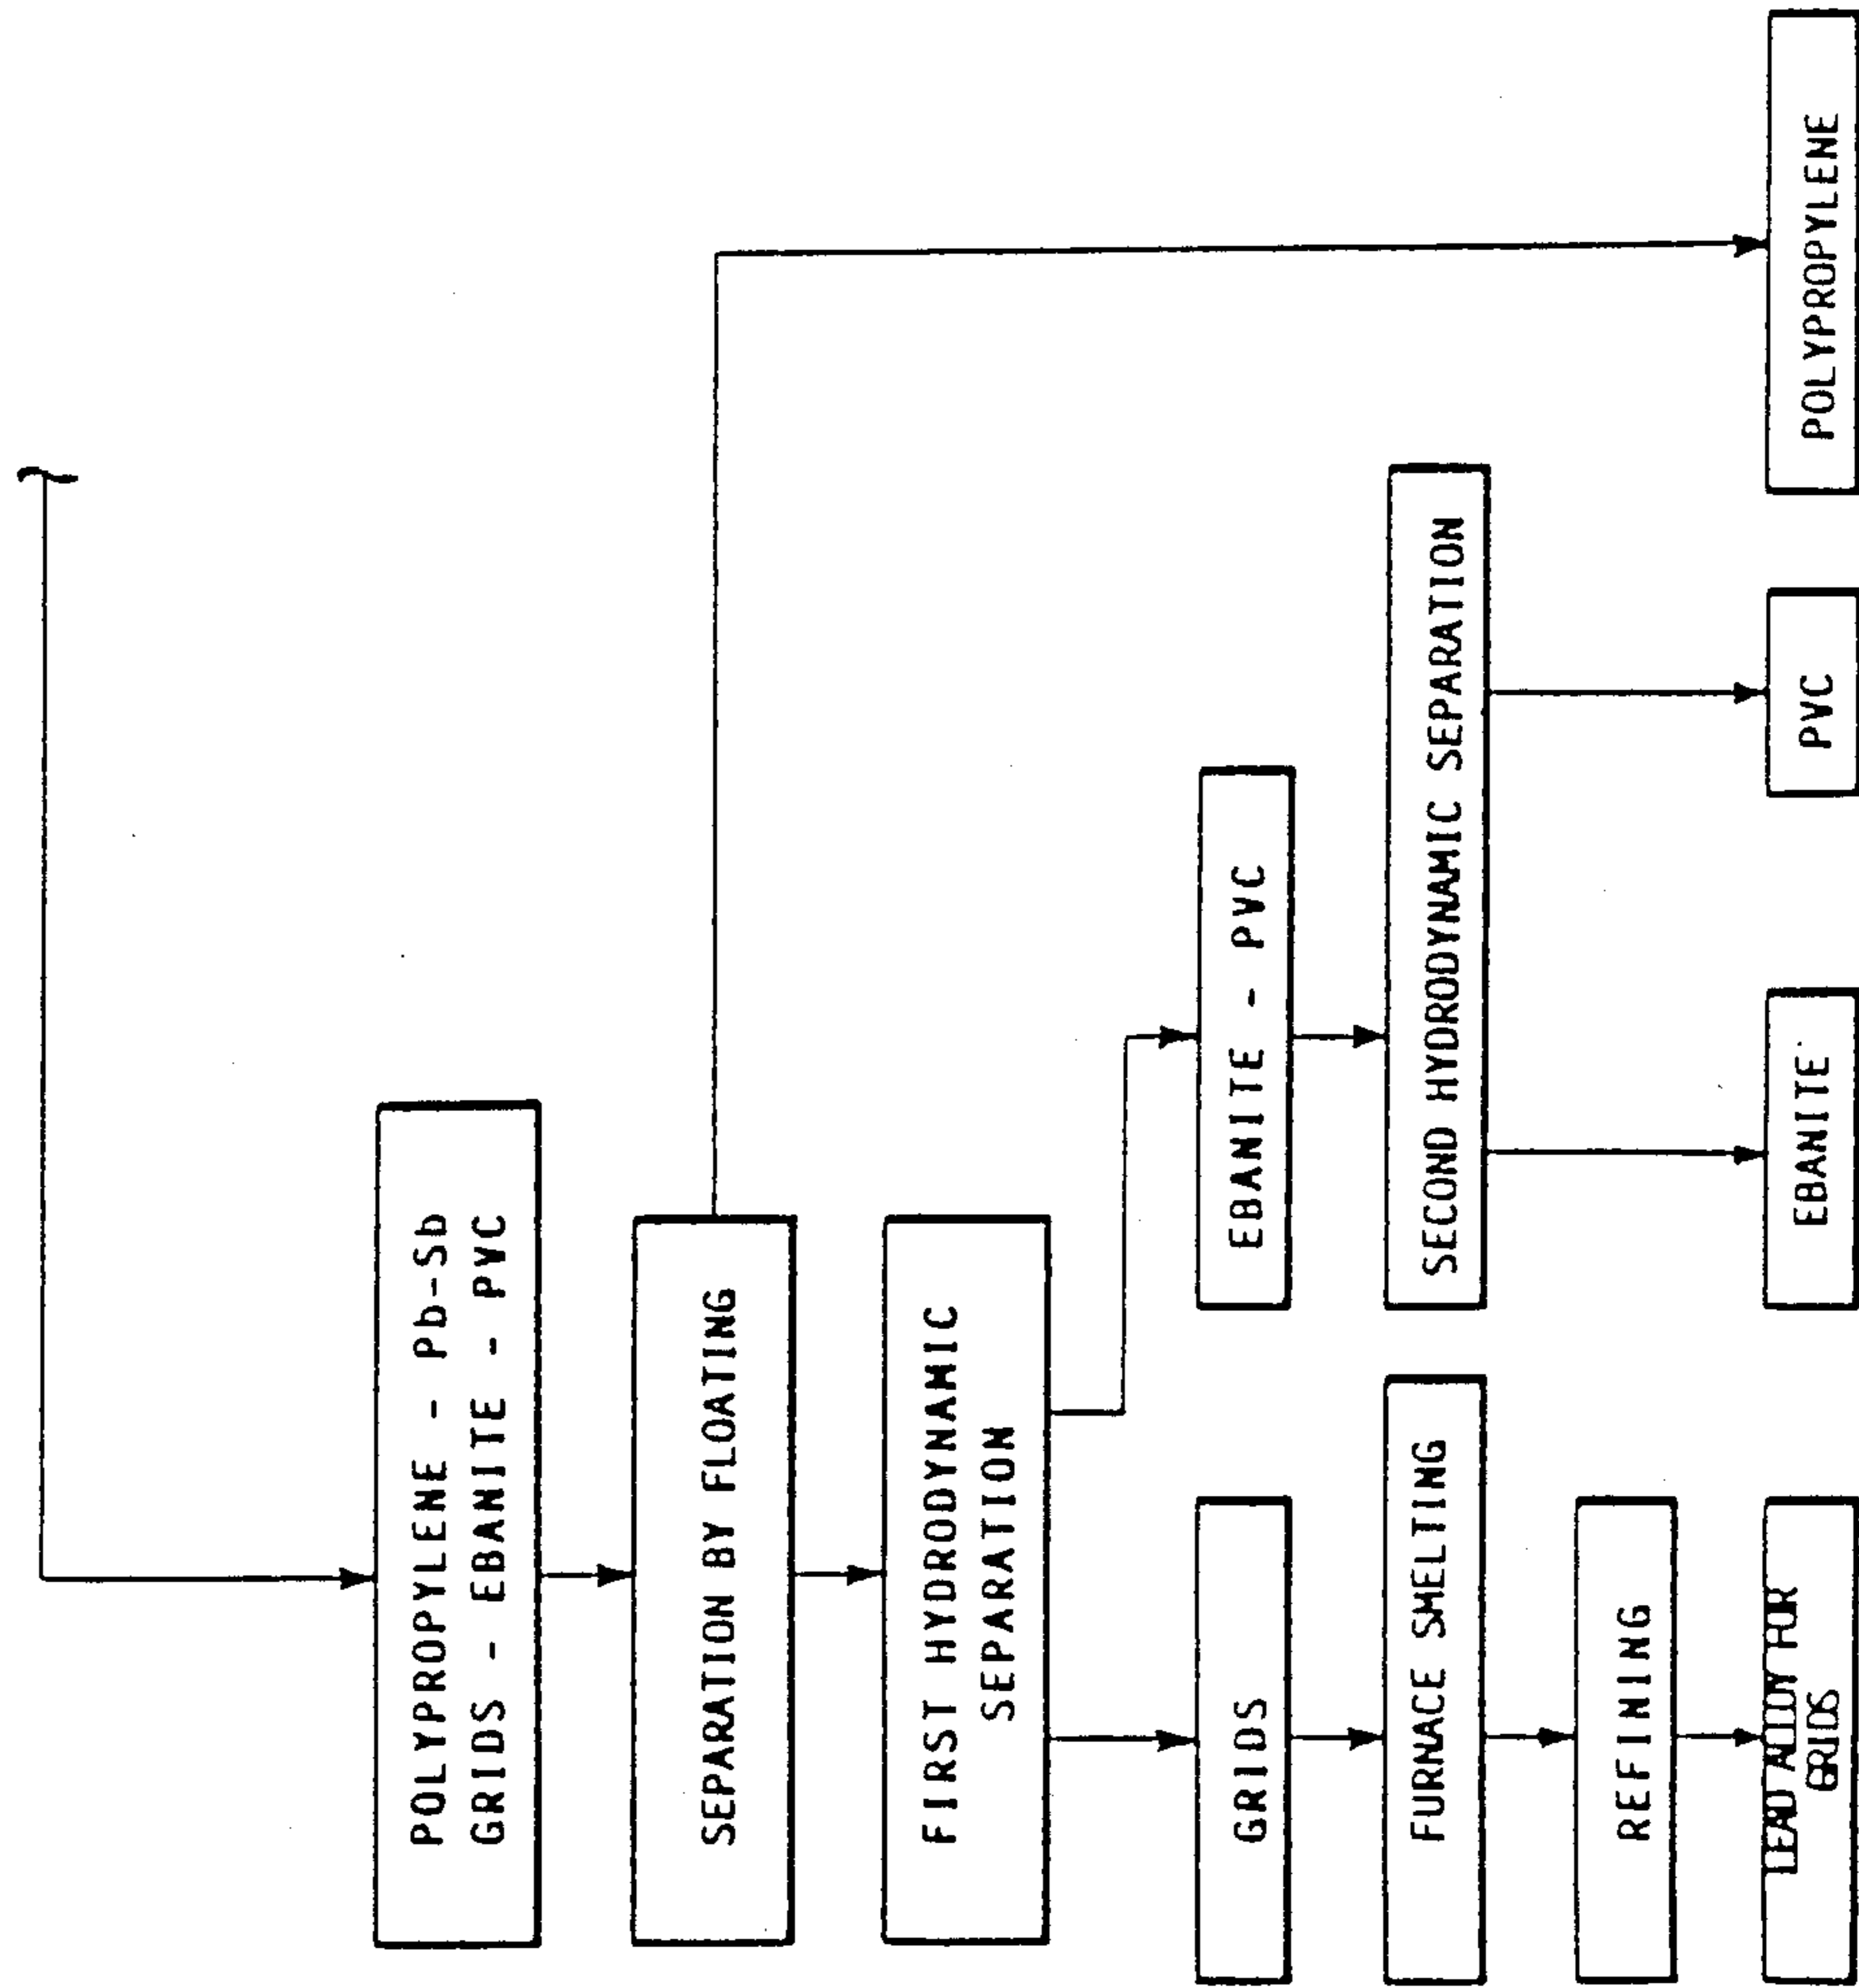 POLYPROPYLENE - Pb-Sb
GRIDS - EBANITE - PVC
SEPARATION BY FLOATING
FIRST HYDRODYNAMIC
SEPARATION
GRIDS
EBANITE - PVC
FURNACE SMELTING
SECOND HYDRODYNAMIC SEPARATION
REFINING
LEAD ALLOY FOR
GRIDS
EBANITE
PVC
POLYPROPYLENE